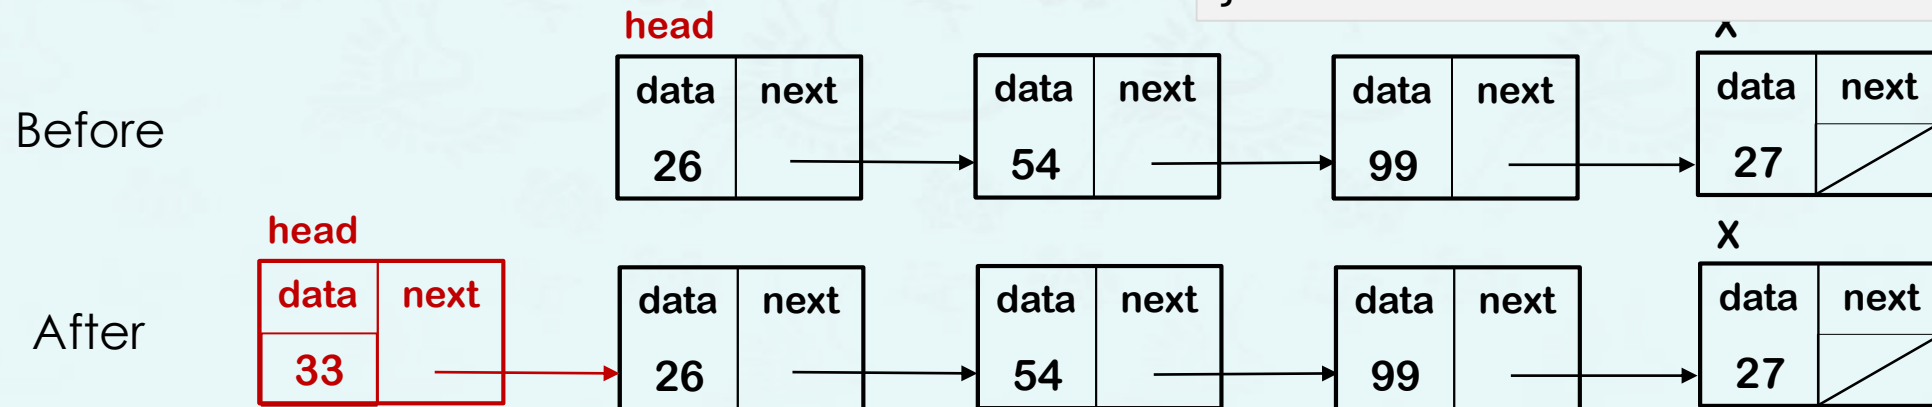 head
x
data next data next data next data next
Before
26 54 99 27
head
x
data next data next data next data next data next
After
33 26 54 99 27